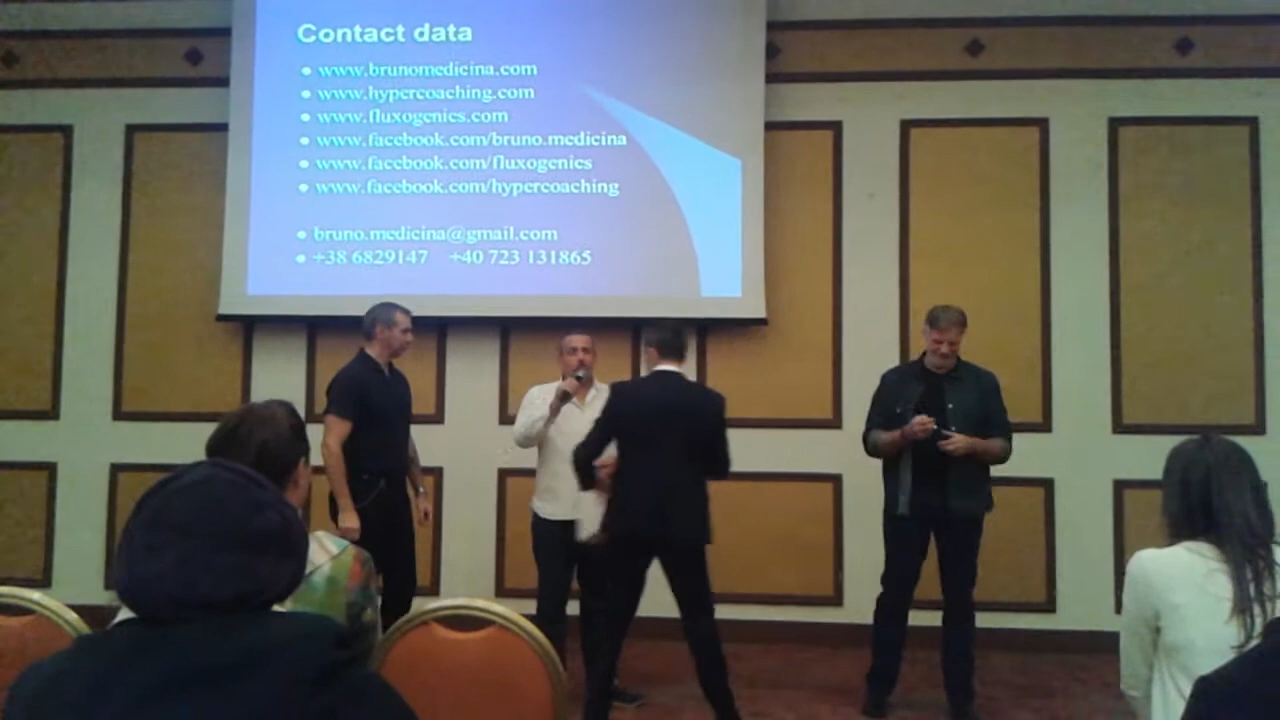 Contact data
• www.brunomedicina.com
• www.hypercoaching.com
• www.fluxogenics.com
• www.facebook.com/bruno.medicina
• www.facebook.com/fluxogenics
• www.facebook.com/hypercoaching
• bruno.medicina@gmail.com
• +38 6829147 +40 723 131865